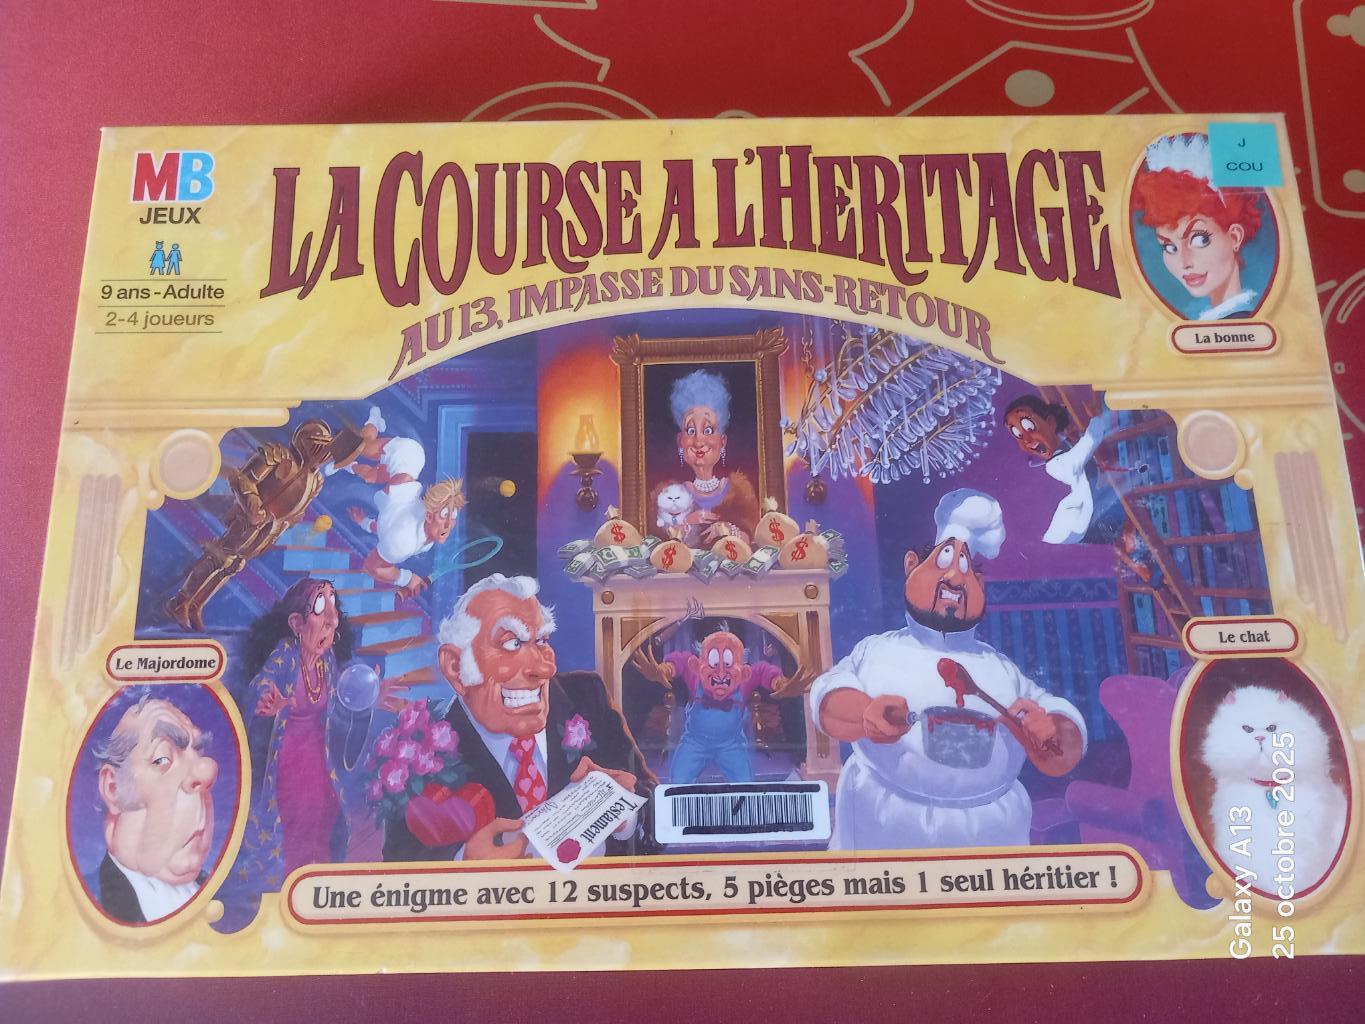 MB
JEUX
9 ans - Adulte
2-4 joueurs
LA COURSE A L'HERITAGE
AU 13, IMPASSE DU SANS-RETOUR
J
COU
La bonne
Le Majordome
Le chat
$ $ $ $ $
Testament
Une énigme avec 12 suspects, 5 pièges mais 1 seul héritier !
Galaxy A13
25 octobre 2025